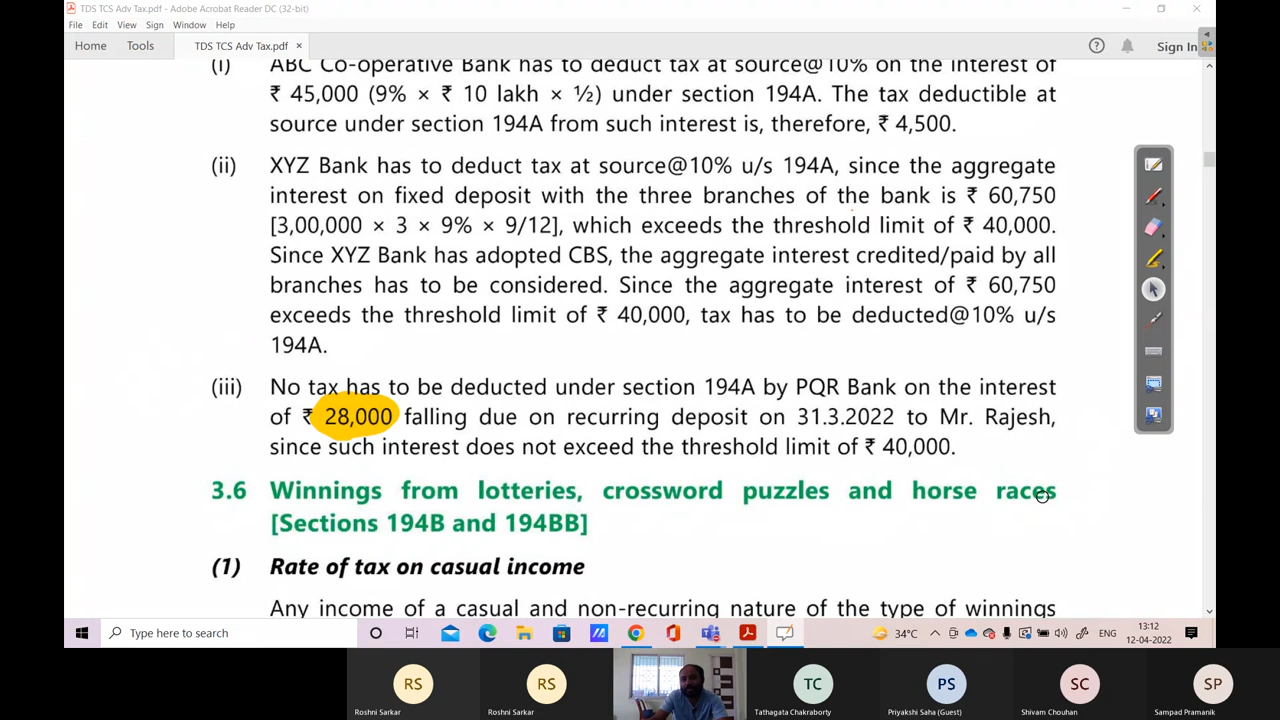 TDS TCS Adv Tax.pdf - Adobe Acrobat Reader DC (32-bit)
File Edit View Sign Window Help
Home Tools TDS TCS Adv Tax.pdf × ? Sign In
(i) ABC Co-operative Bank has to deduct tax at source@10% on the interest of
₹ 45,000 (9% × ₹ 10 lakh × ½) under section 194A. The tax deductible at
source under section 194A from such interest is, therefore, ₹ 4,500.
(ii) XYZ Bank has to deduct tax at source@10% u/s 194A, since the aggregate
interest on fixed deposit with the three branches of the bank is ₹ 60,750
[3,00,000 × 3 × 9% × 9/12], which exceeds the threshold limit of ₹ 40,000.
Since XYZ Bank has adopted CBS, the aggregate interest credited/paid by all
branches has to be considered. Since the aggregate interest of ₹ 60,750
exceeds the threshold limit of ₹ 40,000, tax has to be deducted@10% u/s
194A.
(iii) No tax has to be deducted under section 194A by PQR Bank on the interest
of ₹ 28,000 falling due on recurring deposit on 31.3.2022 to Mr. Rajesh,
since such interest does not exceed the threshold limit of ₹ 40,000.
3.6 Winnings from lotteries, crossword puzzles and horse races
[Sections 194B and 194BB]
(1) Rate of tax on casual income
Any income of a casual and non-recurring nature of the type of winnings
Type here to search 34°C ENG 13:12
12-04-2022
RS RS TC PS SC SP
Roshni Sarkar Roshni Sarkar Tathagata Chakraborty Priyakshi Saha (Guest) Shivam Chouhan Sampad Pramanik